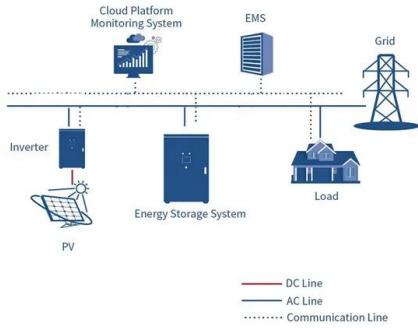 Cloud Platform
Monitoring System
EMS
Grid
Inverter
Energy Storage System
Load
PV
DC Line
AC Line
Communication Line